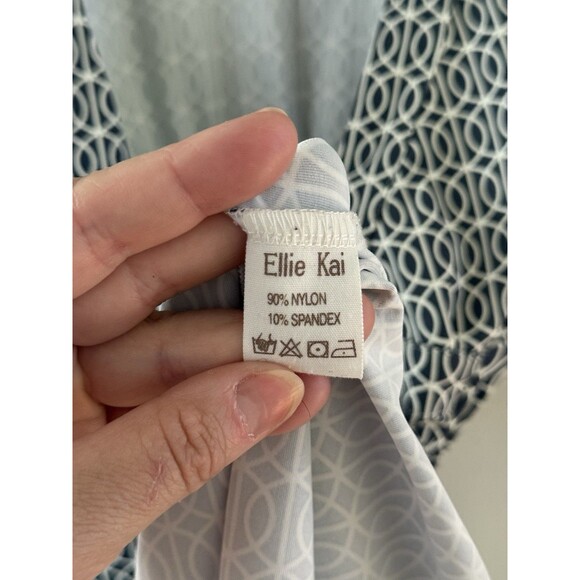 Ellie Kai
90% NYLON
10% SPANDEX